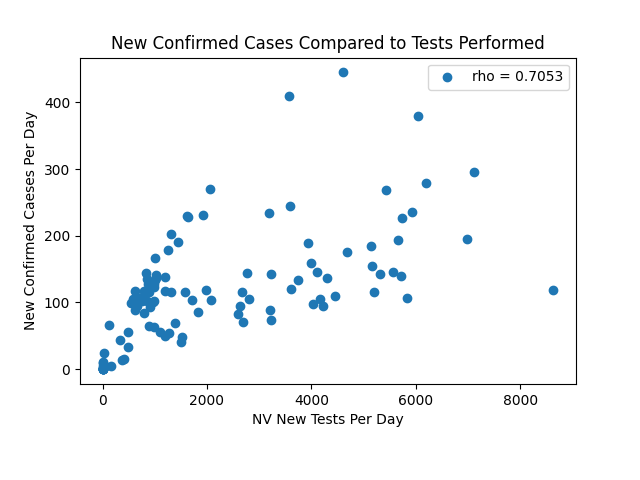 New Confirmed Cases Compared to Tests Performed
rho = 0.7053
New Confirmed Caeses Per Day
400
300
200
100
0
0 2000 4000 6000 8000
NV New Tests Per Day